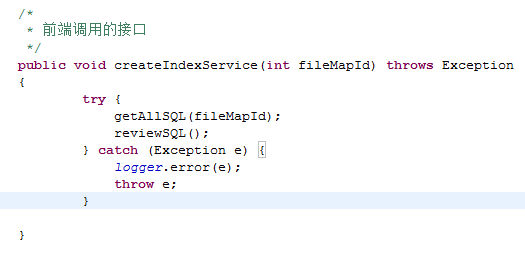 /*
 * 前端调用的接口
 */
public void createIndexService(int fileMapId) throws Exception
{
        try {
            getAllSQL(fileMapId);
            reviewSQL();
        } catch (Exception e) {
            logger.error(e);
            throw e;
        }
}